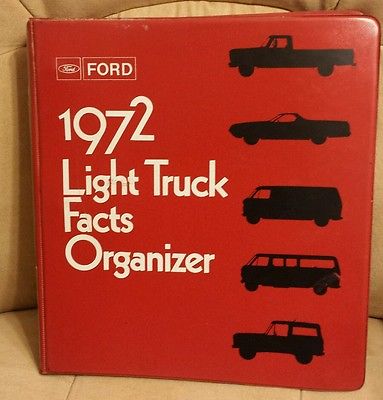 Ford FORD
1972
Light Truck
Facts
Organizer